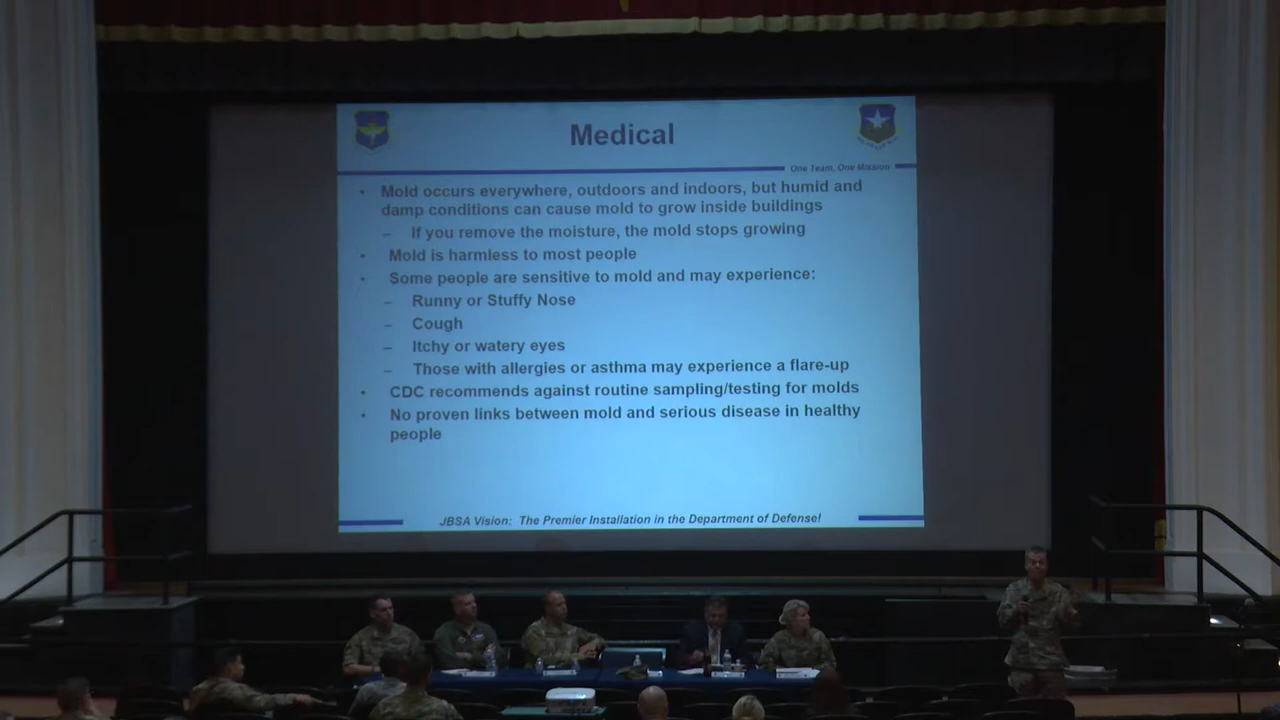 Medical
One Team, One Mission
• Mold occurs everywhere, outdoors and indoors, but humid and
damp conditions can cause mold to grow inside buildings
– If you remove the moisture, the mold stops growing
• Mold is harmless to most people
• Some people are sensitive to mold and may experience:
– Runny or Stuffy Nose
– Cough
– Itchy or watery eyes
– Those with allergies or asthma may experience a flare-up
• CDC recommends against routine sampling/testing for molds
• No proven links between mold and serious disease in healthy
people
JBSA Vision: The Premier Installation in the Department of Defense!